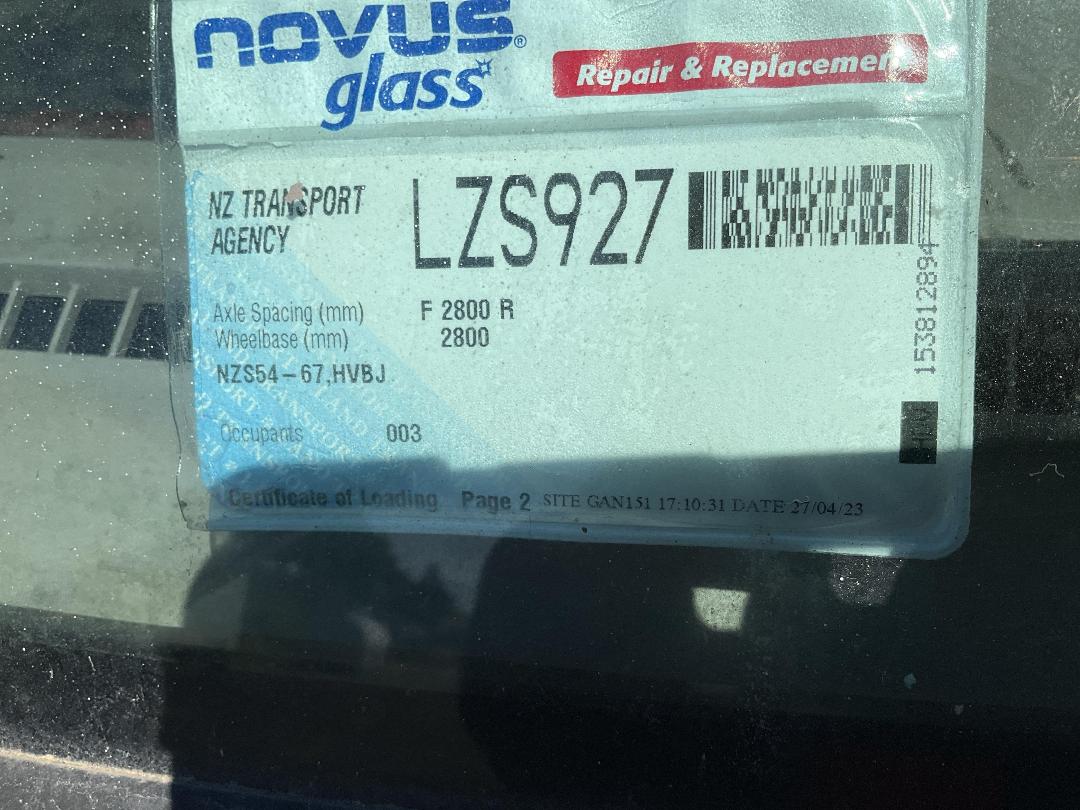 novus®
glass
Repair & Replacement
NZ TRANSPORT
AGENCY
LZS927
Axle Spacing (mm) F 2800 R
Wheelbase (mm) 2800
NZS54-67,HVBJ
Occupants 003
Certificate of Loading Page 2 SITE GAN151 17:10:31 DATE 27/04/23
153812894